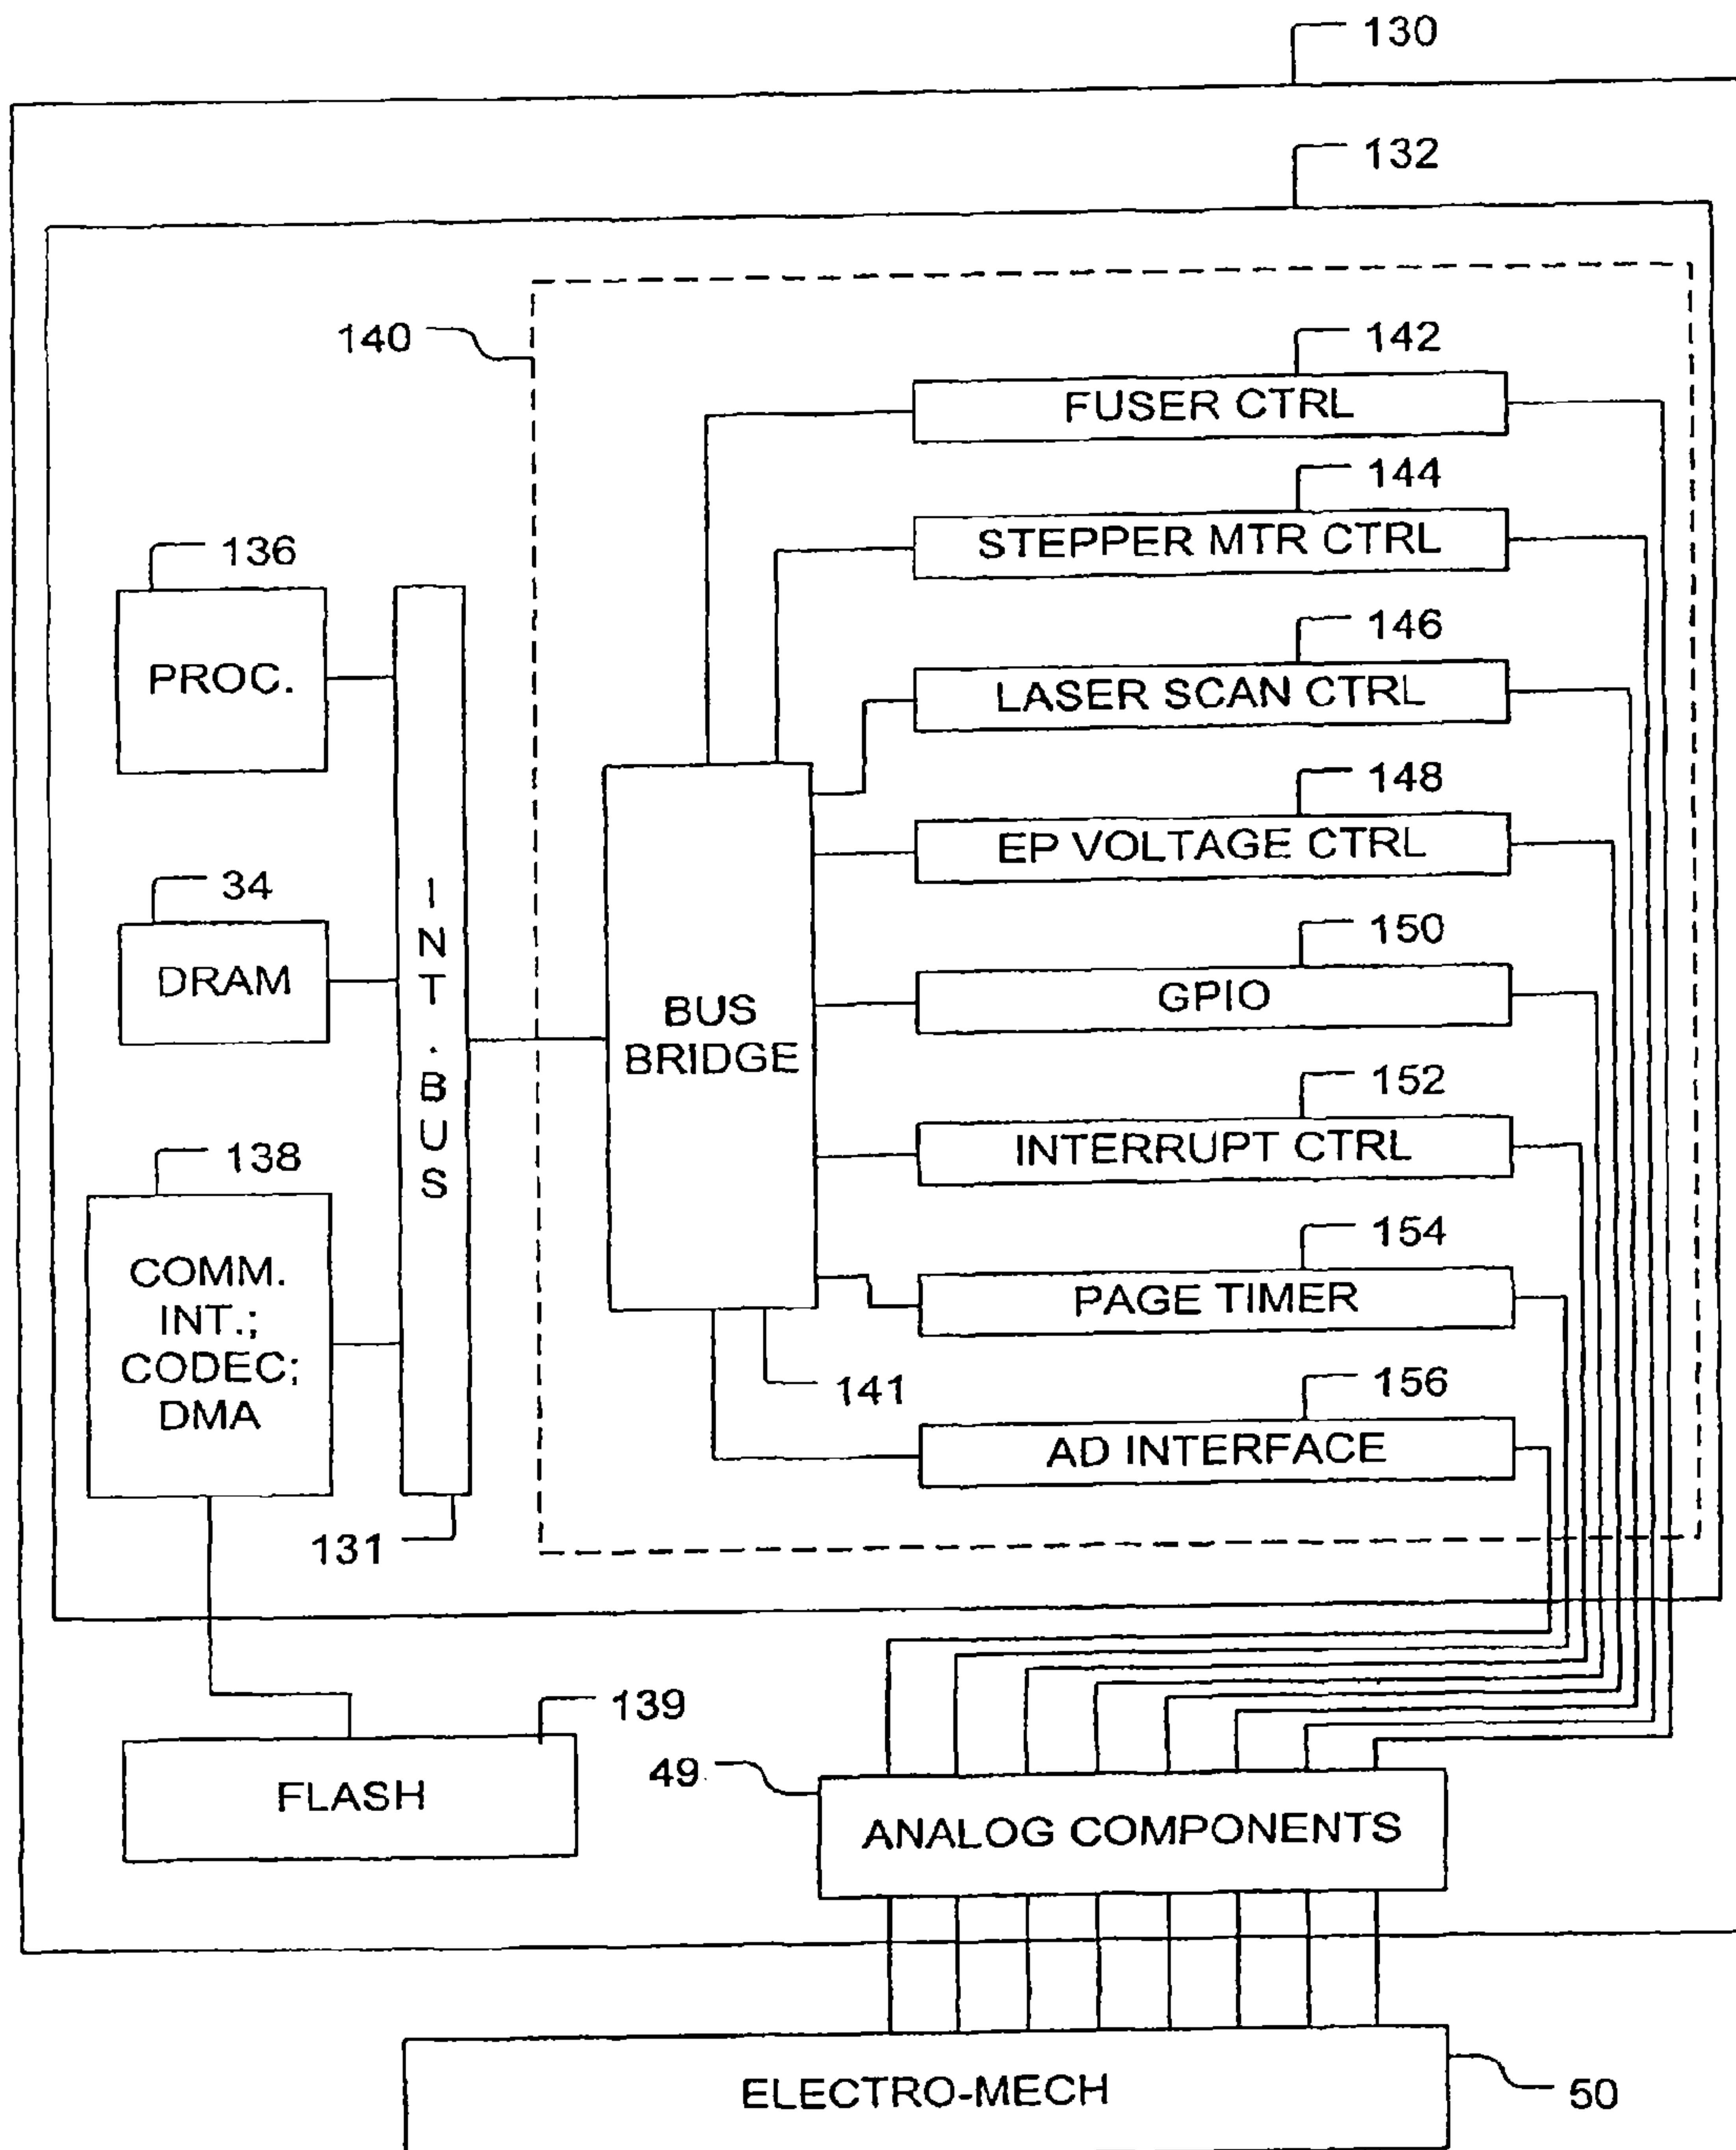 130
132
140
142
FUSER CTRL
144
STEPPER MTR CTRL
136
PROC.
146
LASER SCAN CTRL
148
EP VOLTAGE CTRL
34
DRAM
INT.BUS
BUS
BRIDGE
150
GPIO
152
INTERRUPT CTRL
138
COMM.
INT.;
CODEC;
DMA
154
PAGE TIMER
141
156
AD INTERFACE
131
139
FLASH
49
ANALOG COMPONENTS
ELECTRO-MECH
50